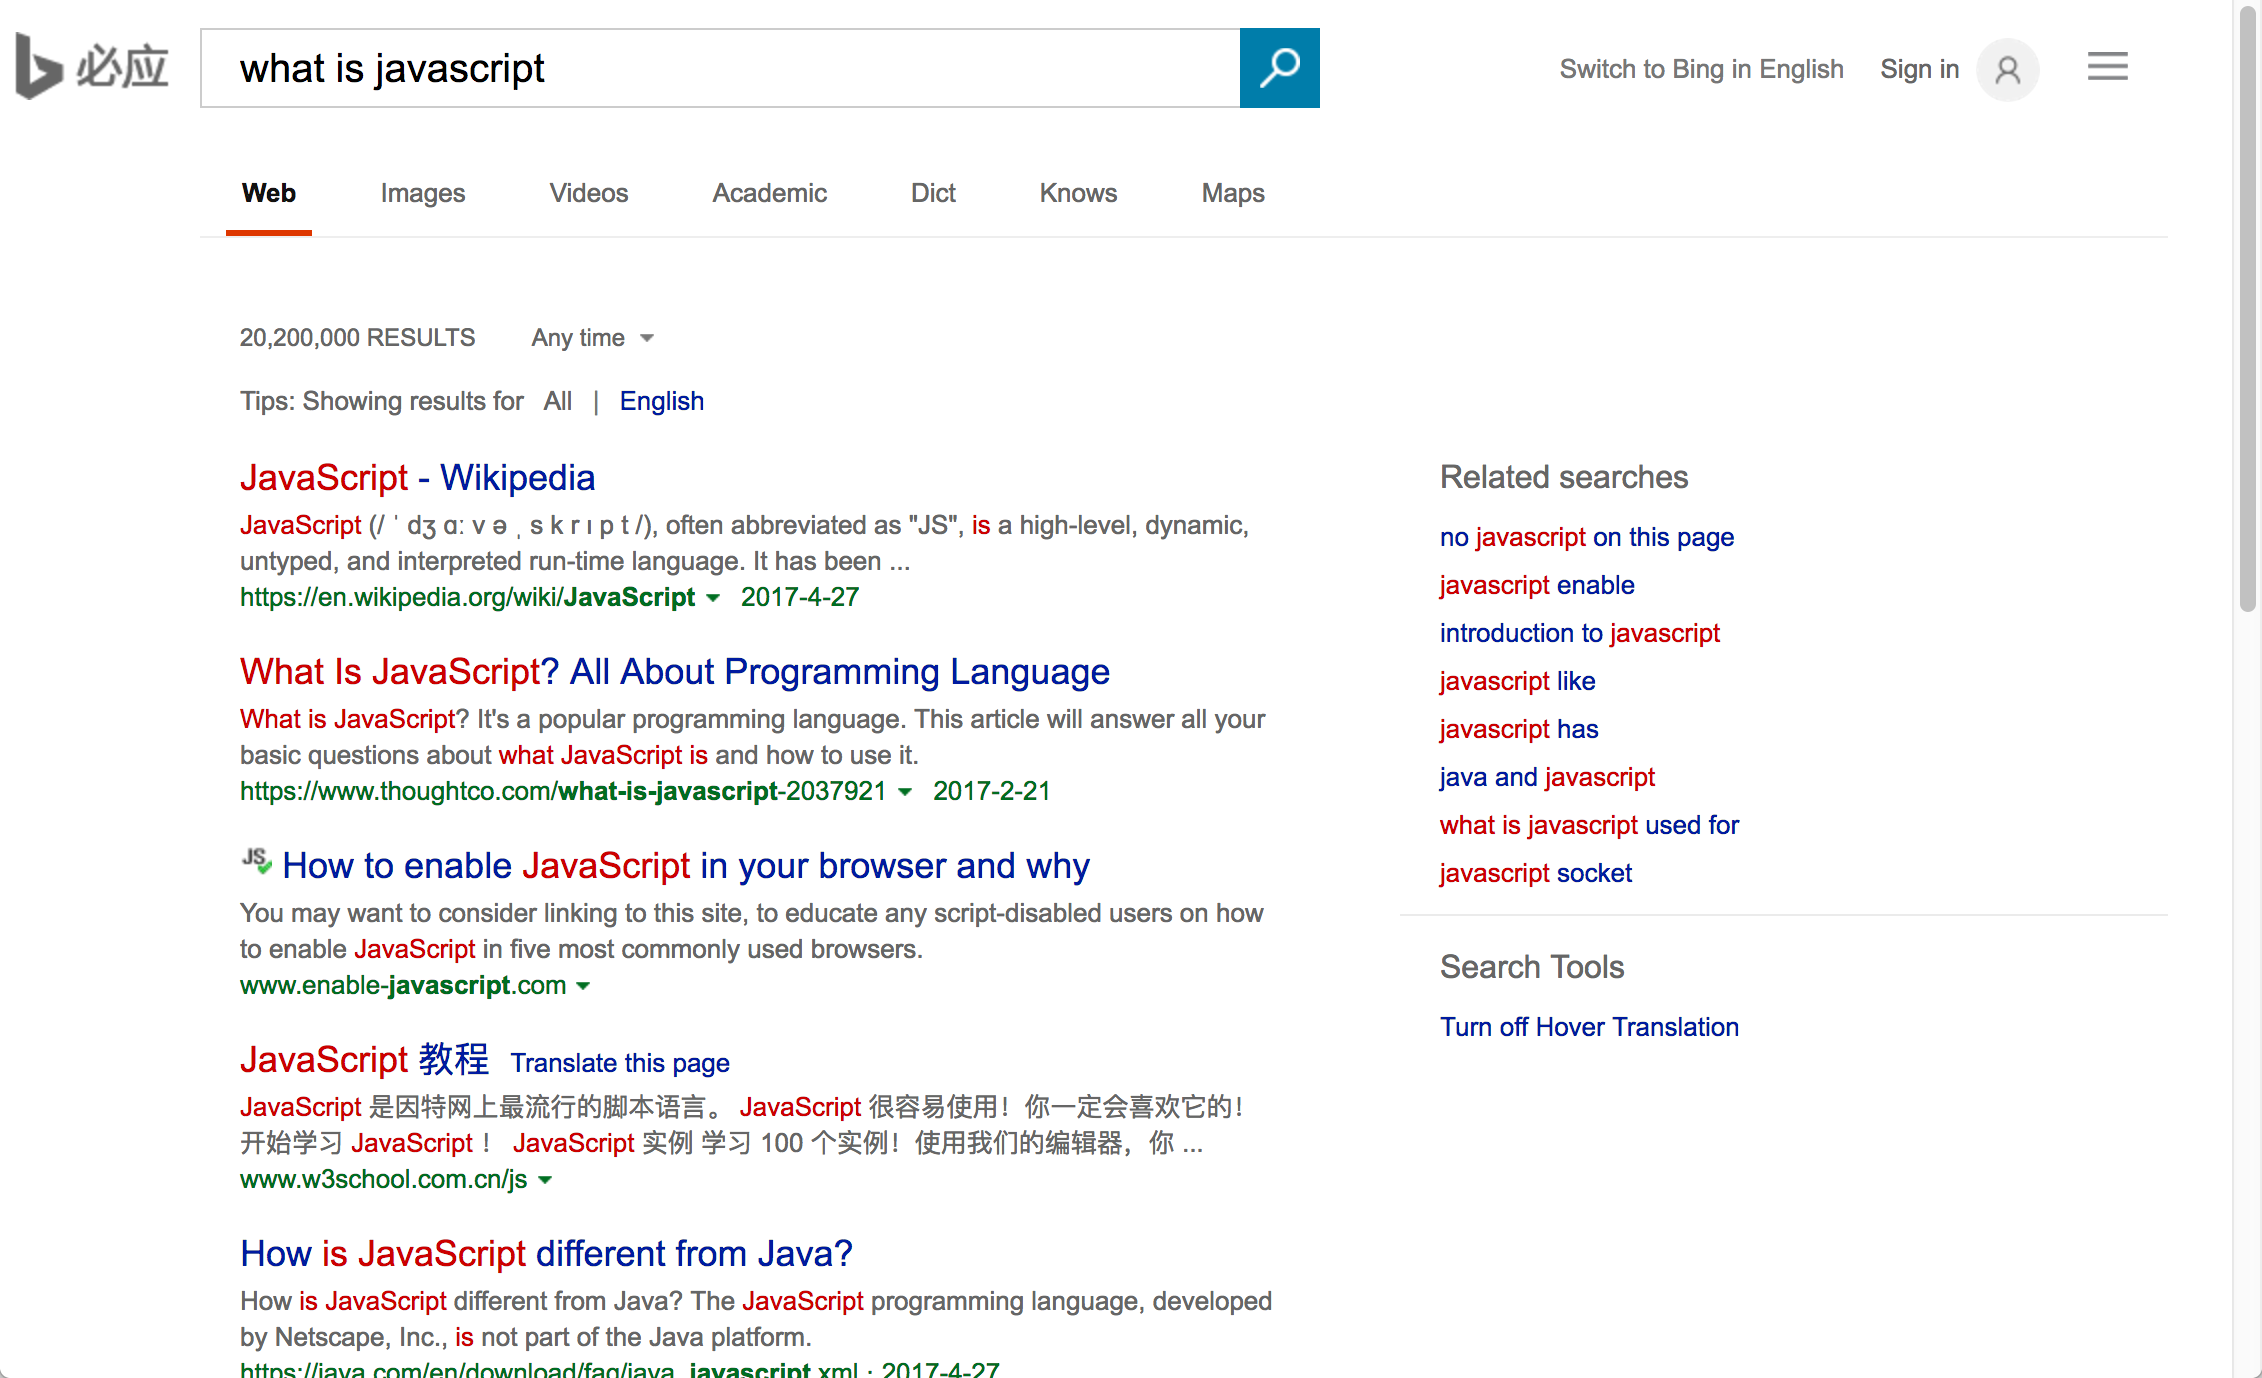 必应
what is javascript
Switch to Bing in English Sign in
Web Images Videos Academic Dict Knows Maps
20,200,000 RESULTS Any time
Tips: Showing results for All | English
JavaScript - Wikipedia
JavaScript (/ ˈ dʒ ɑː v ə ˌ s k r ɪ p t /), often abbreviated as "JS", is a high-level, dynamic,
untyped, and interpreted run-time language. It has been ...
https://en.wikipedia.org/wiki/JavaScript 2017-4-27
What Is JavaScript? All About Programming Language
What is JavaScript? It's a popular programming language. This article will answer all your
basic questions about what JavaScript is and how to use it.
https://www.thoughtco.com/what-is-javascript-2037921 2017-2-21
JS How to enable JavaScript in your browser and why
You may want to consider linking to this site, to educate any script-disabled users on how
to enable JavaScript in five most commonly used browsers.
www.enable-javascript.com
JavaScript 教程 Translate this page
JavaScript 是因特网上最流行的脚本语言。 JavaScript 很容易使用！你一定会喜欢它的！
开始学习 JavaScript ！ JavaScript 实例 学习 100 个实例！使用我们的编辑器，你 ...
www.w3school.com.cn/js
How is JavaScript different from Java?
How is JavaScript different from Java? The JavaScript programming language, developed
by Netscape, Inc., is not part of the Java platform.
https://java.com/en/download/faq/java_javascript.xml · 2017-4-27
Related searches
no javascript on this page
javascript enable
introduction to javascript
javascript like
javascript has
java and javascript
what is javascript used for
javascript socket
Search Tools
Turn off Hover Translation